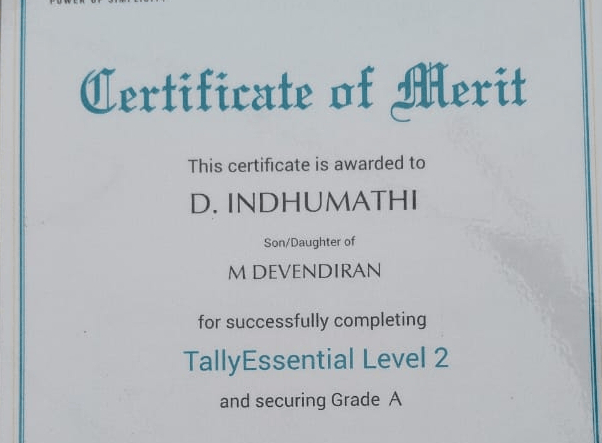 POWER OF SIMPLICITY
Certificate of Merit
This certificate is awarded to
D. INDHUMATHI
Son/Daughter of
M DEVENDIRAN
for successfully completing
TallyEssential Level 2
and securing Grade A